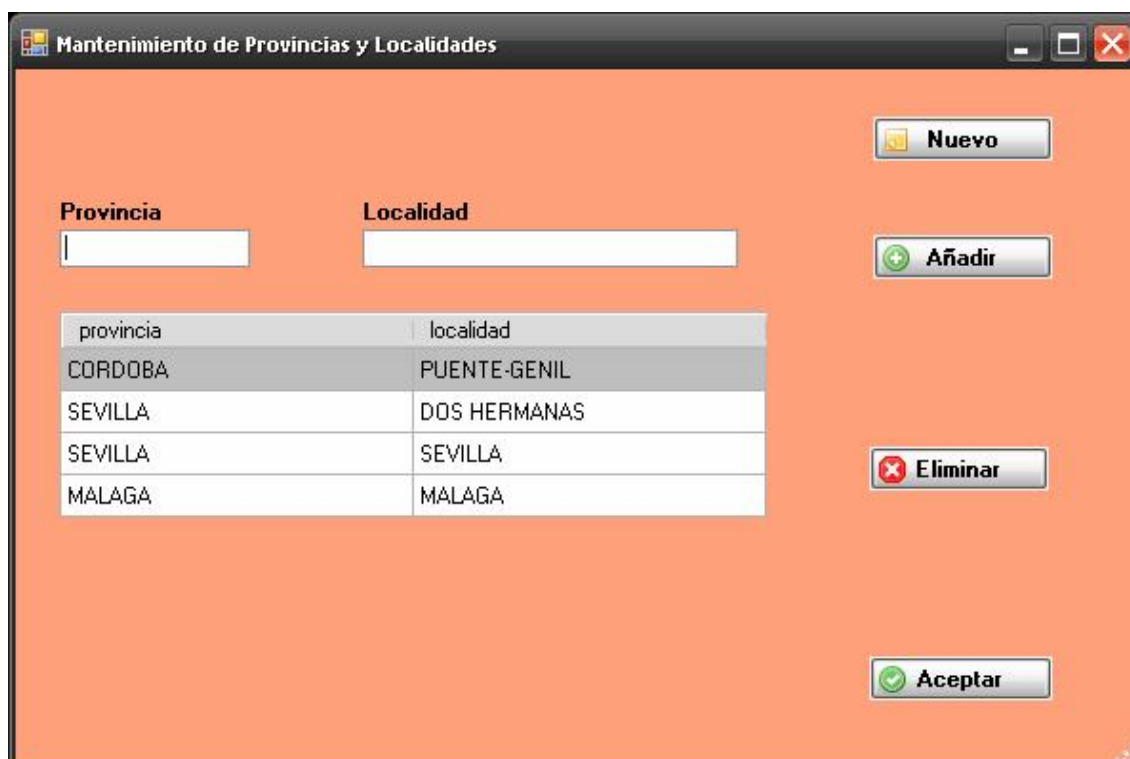 Mantenimiento de Provincias y Localidades
Nuevo
Provincia Localidad
Añadir
provincia localidad
CORDOBA PUENTE-GENIL
SEVILLA DOS HERMANAS
SEVILLA SEVILLA
Eliminar
MALAGA MALAGA
Aceptar